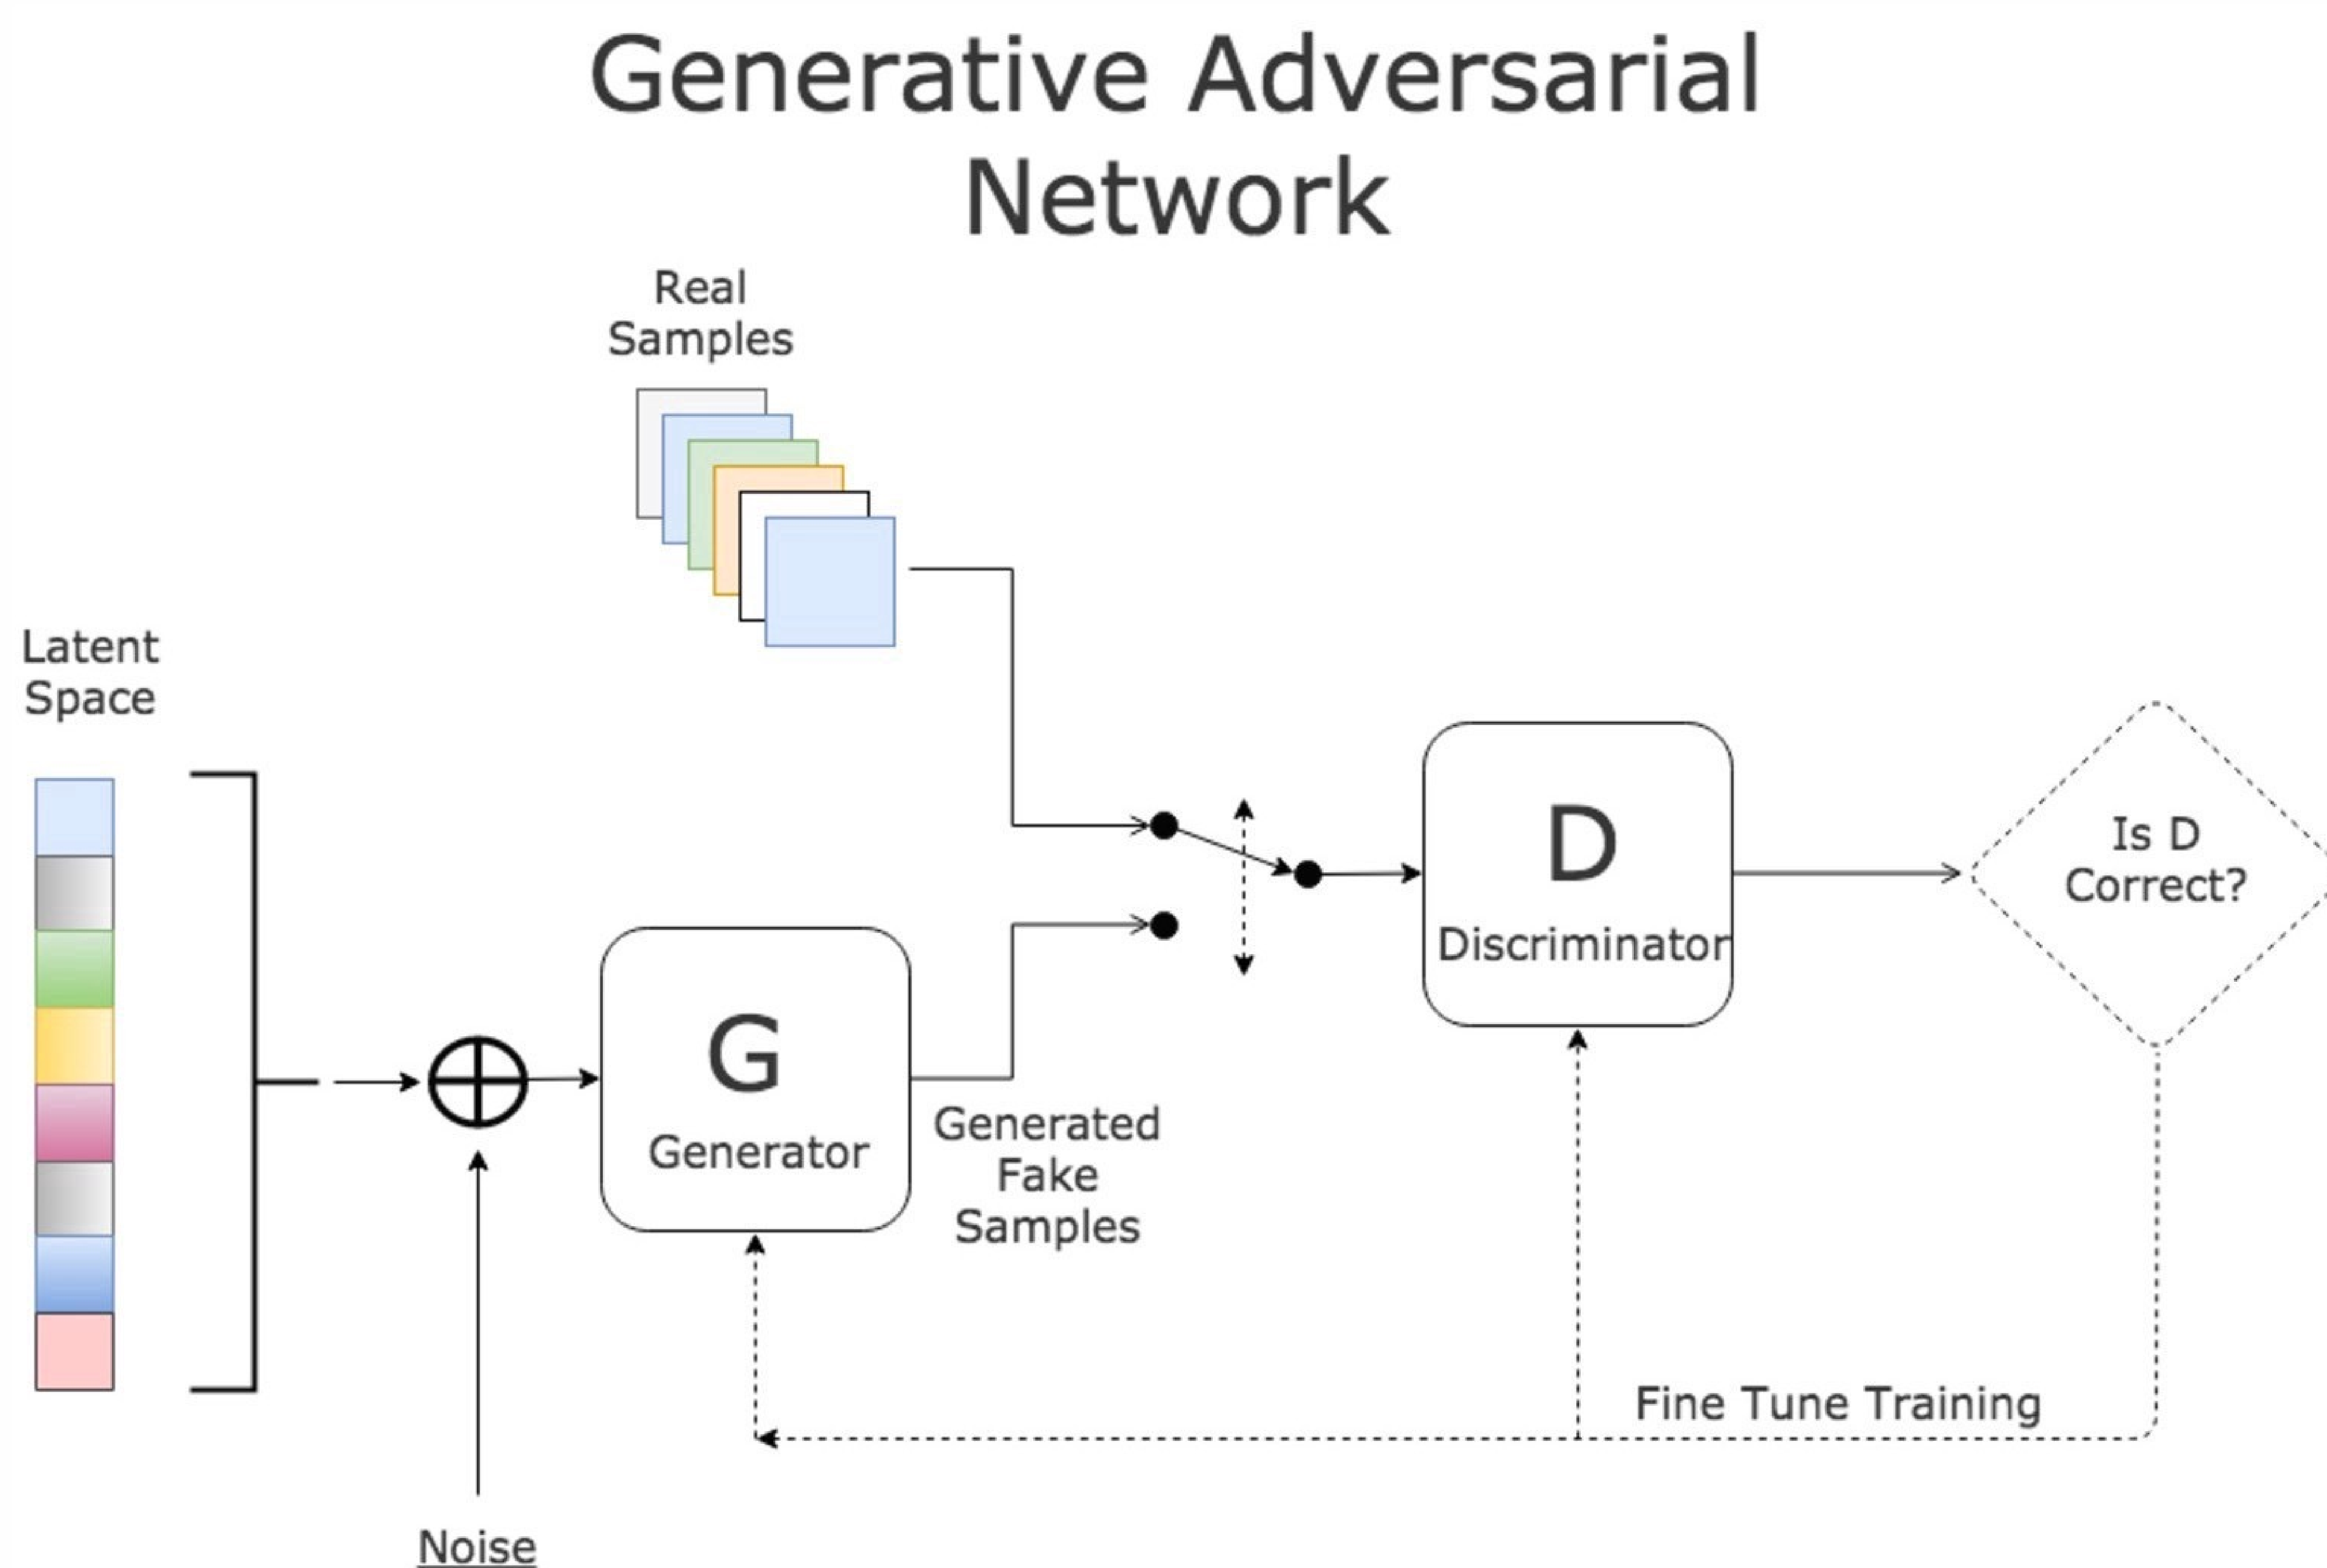 Generative Adversarial
Network
Real
Samples
Latent
Space
D
Discriminator
Is D
Correct?
G
Generator
Generated
Fake
Samples
Fine Tune Training
Noise